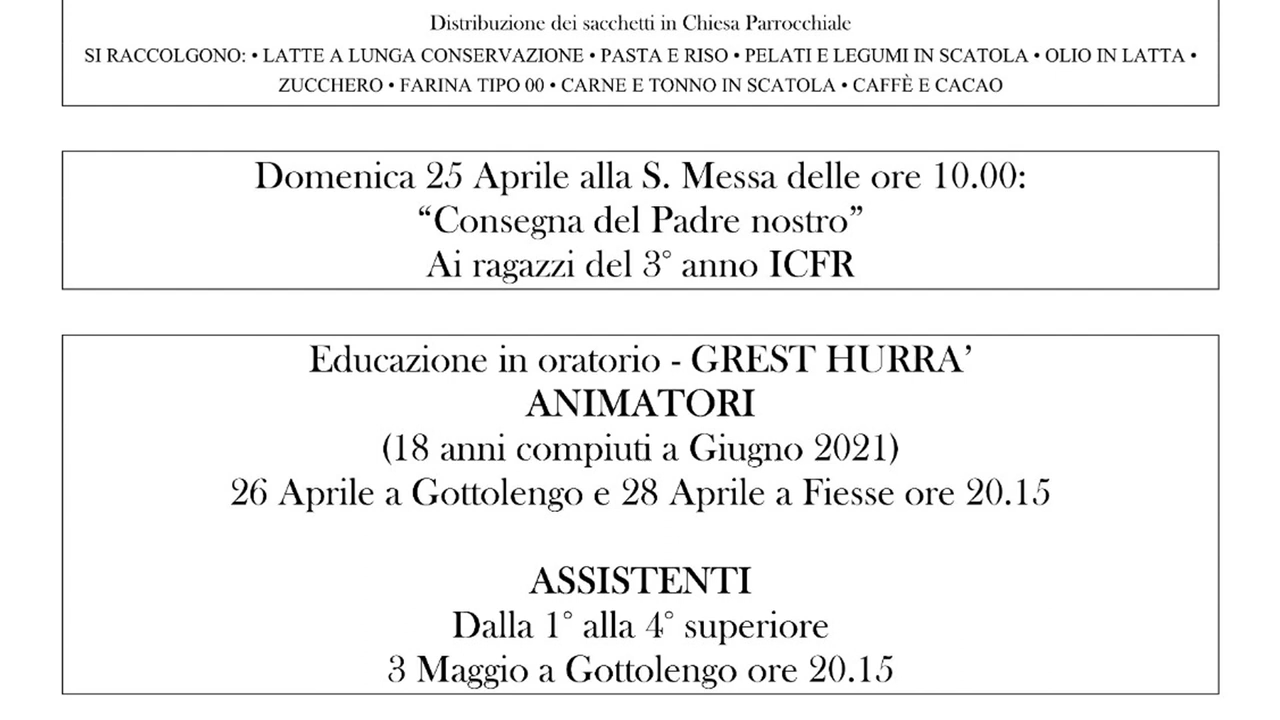 Distribuzione dei sacchetti in Chiesa Parrocchiale
SI RACCOLGONO: • LATTE A LUNGA CONSERVAZIONE • PASTA E RISO • PELATI E LEGUMI IN SCATOLA • OLIO IN LATTA •
ZUCCHERO • FARINA TIPO 00 • CARNE E TONNO IN SCATOLA • CAFFÈ E CACAO
Domenica 25 Aprile alla S. Messa delle ore 10.00:
“Consegna del Padre nostro”
Ai ragazzi del 3° anno ICFR
Educazione in oratorio - GREST HURRA’
ANIMATORI
(18 anni compiuti a Giugno 2021)
26 Aprile a Gottolengo e 28 Aprile a Fiesse ore 20.15
ASSISTENTI
Dalla 1° alla 4° superiore
3 Maggio a Gottolengo ore 20.15